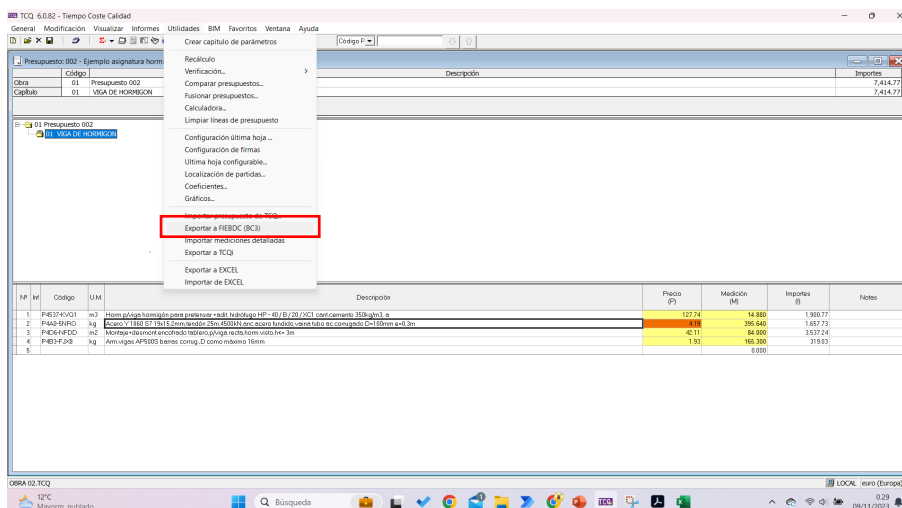 TCQ 6.0.82 - Tiempo Coste Calidad
General Modificación Visualizar Informes Utilidades BIM Favoritos Ventana Ayuda
Código P
Crear capítulo de parámetros
Recálculo
Verificación...
Comparar presupuestos...
Fusionar presupuestos...
Calculadora...
Limpiar líneas de presupuesto
Configuración última hoja ...
Configuración de firmas
Ultima hoja configurable...
Localización de partidas...
Coeficientes...
Gráficos...
Importar presupuesto de TCQ...
Exportar a FIEBDC (BC3)
Importar mediciones detalladas
Exportar a TCQi
Exportar a EXCEL
Importar de EXCEL
Presupuesto: 002 - Ejemplo asignatura horm
Código Descripción Importes
Obra 01 Presupuesto 002 7,414.77
Capítulo 01 VIGA DE HORMIGON 7,414.77
01 Presupuesto 002
01 VIGA DE HORMIGON
Nº Inf Código U.M. Descripción Precio (P) Medición (M) Importes (I) Notas
1 P4537-KVQ1 m3 Horm.p/viga hormigón para pretensar +adit. hidrófugo HP - 40 / B / 20 / XC1 cant.cemento 350kg/m3, a 127.74 14.880 1,900.77
2 P4A0-5NRO kg Acero Y 1860 S7 19x15.2mm,tendón 25m,4500kN,anc.acero fundido,vaina tubo ac.corrugado D=100mm e=0,3m 4.19 395.640 1,657.73
3 P4D6-NFDD m2 Montaje+desmont.encofrado tablero,p/viga recta,horm.visto,h<= 3m 42.11 84.000 3,537.24
4 P4B3-FJXB kg Arm.vigas AP500S barras corrug.,D como máximo 16mm 1.93 165.300 319.03
5 0.000
OBRA 02.TCQ LOCAL euro (Europa)
12°C
Mayorm. nublado
Búsqueda
0.29
09/11/2023